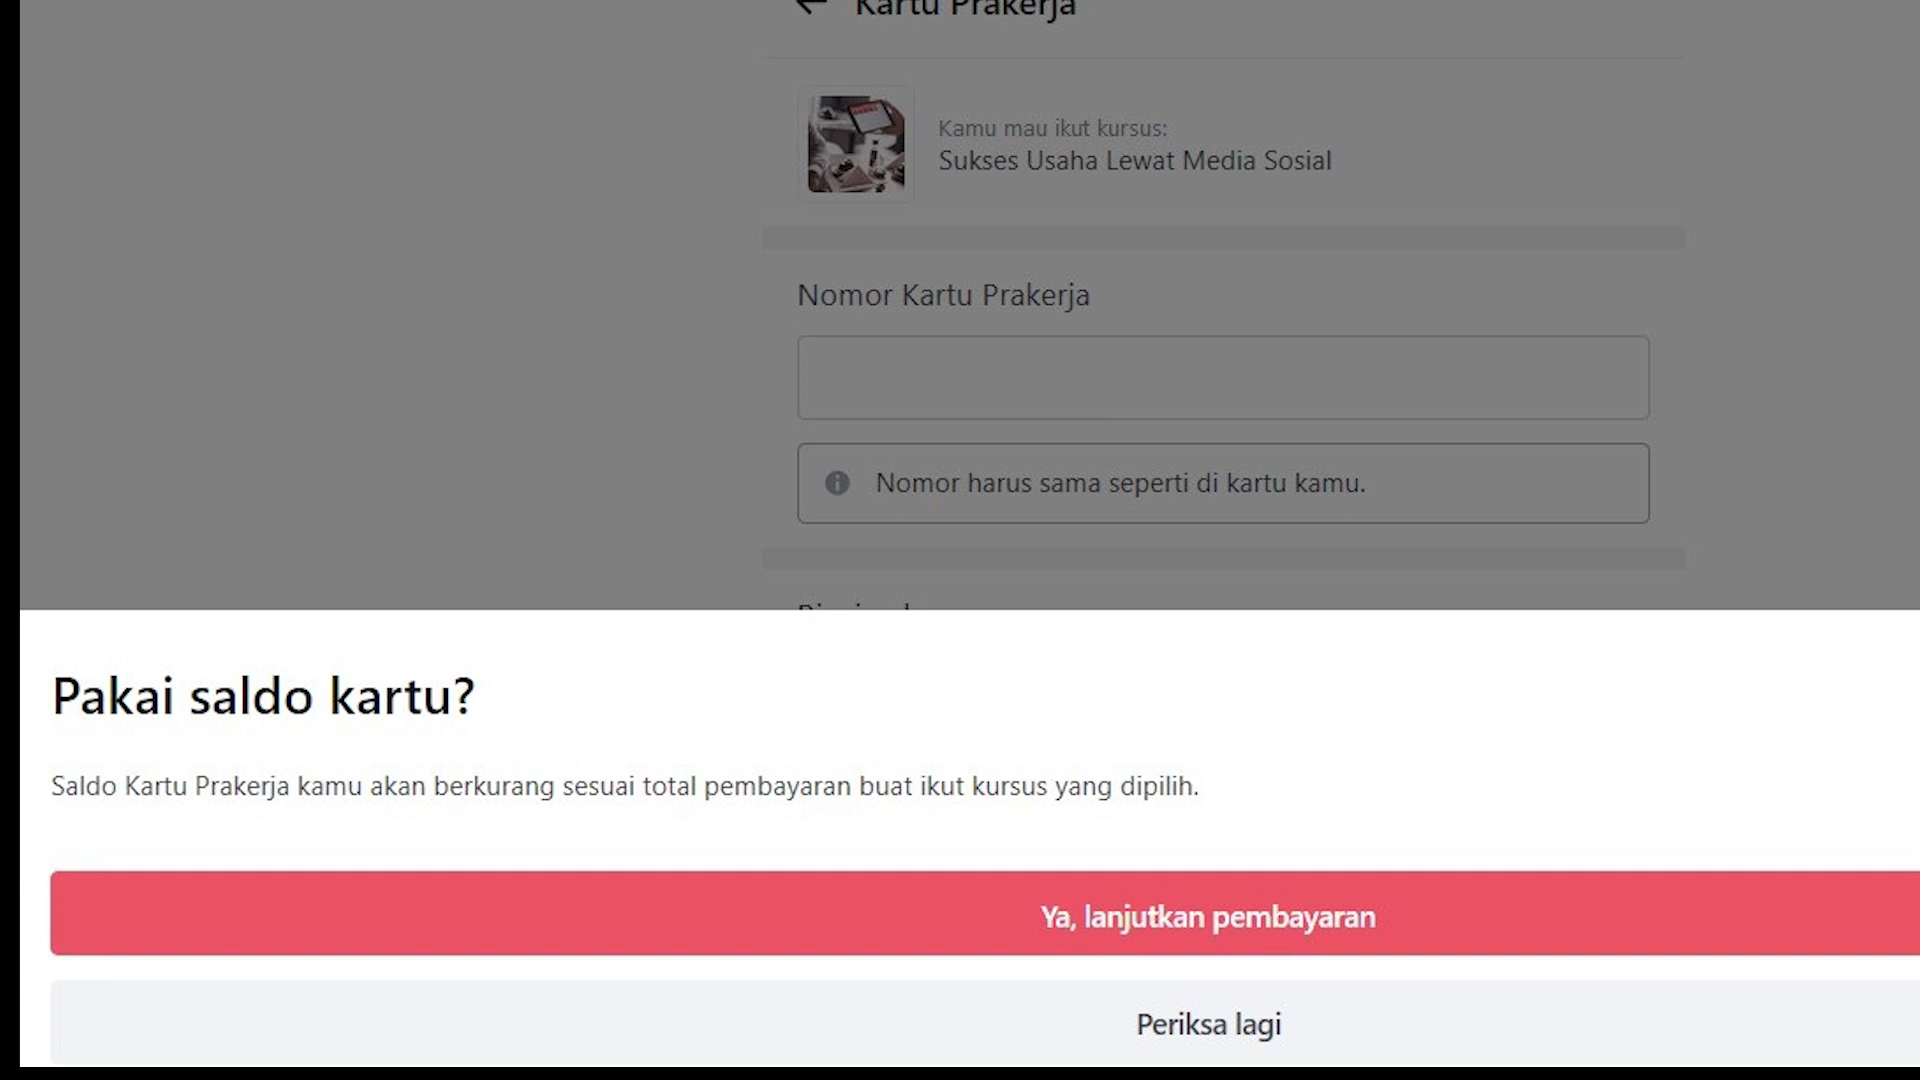 Kartu Prakerja
Kamu mau ikut kursus:
Sukses Usaha Lewat Media Sosial
Nomor Kartu Prakerja
Nomor harus sama seperti di kartu kamu.
Pakai saldo kartu?
Saldo Kartu Prakerja kamu akan berkurang sesuai total pembayaran buat ikut kursus yang dipilih.
Ya, lanjutkan pembayaran
Periksa lagi